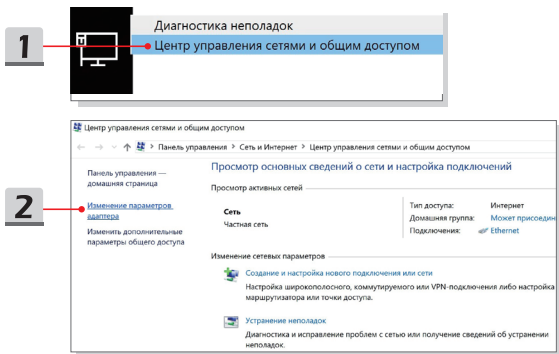 1
Диагностика неполадок
Центр управления сетями и общим доступом
2
Центр управления сетями и общим доступом
Панель управления > Сеть и Интернет > Центр управления сетями и общим доступом
Панель управления —
домашняя страница
Изменение параметров
адаптера
Изменить дополнительные
параметры общего доступа
Просмотр основных сведений о сети и настройка подключений
Просмотр активных сетей
Сеть
Частная сеть
Тип доступа: Интернет
Домашняя группа: Может присоедин
Подключения: Ethernet
Изменение сетевых параметров
Создание и настройка нового подключения или сети
Настройка широкополосного, коммутируемого или VPN-подключения либо настройка
маршрутизатора или точки доступа.
Устранение неполадок
Диагностика и исправление проблем с сетью или получение сведений об устранении
неполадок.